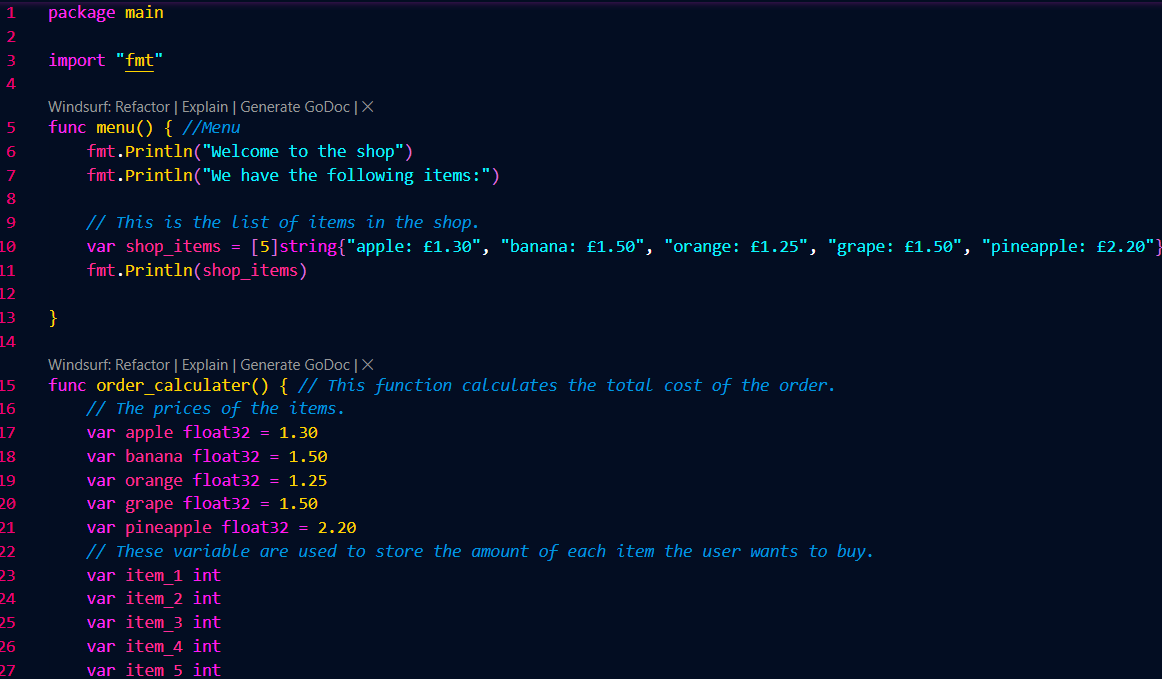 1 package main
2
3 import "fmt"
4
Windsurf: Refactor | Explain | Generate GoDoc | ×
5 func menu() { //Menu
6 fmt.Println("Welcome to the shop")
7 fmt.Println("We have the following items:")
8
9 // This is the list of items in the shop.
10 var shop_items = [5]string{"apple: £1.30", "banana: £1.50", "orange: £1.25", "grape: £1.50", "pineapple: £2.20"}
11 fmt.Println(shop_items)
12
13 }
14
Windsurf: Refactor | Explain | Generate GoDoc | ×
15 func order_calculater() { // This function calculates the total cost of the order.
16 // The prices of the items.
17 var apple float32 = 1.30
18 var banana float32 = 1.50
19 var orange float32 = 1.25
20 var grape float32 = 1.50
21 var pineapple float32 = 2.20
22 // These variable are used to store the amount of each item the user wants to buy.
23 var item_1 int
24 var item_2 int
25 var item_3 int
26 var item_4 int
27 var item_5 int